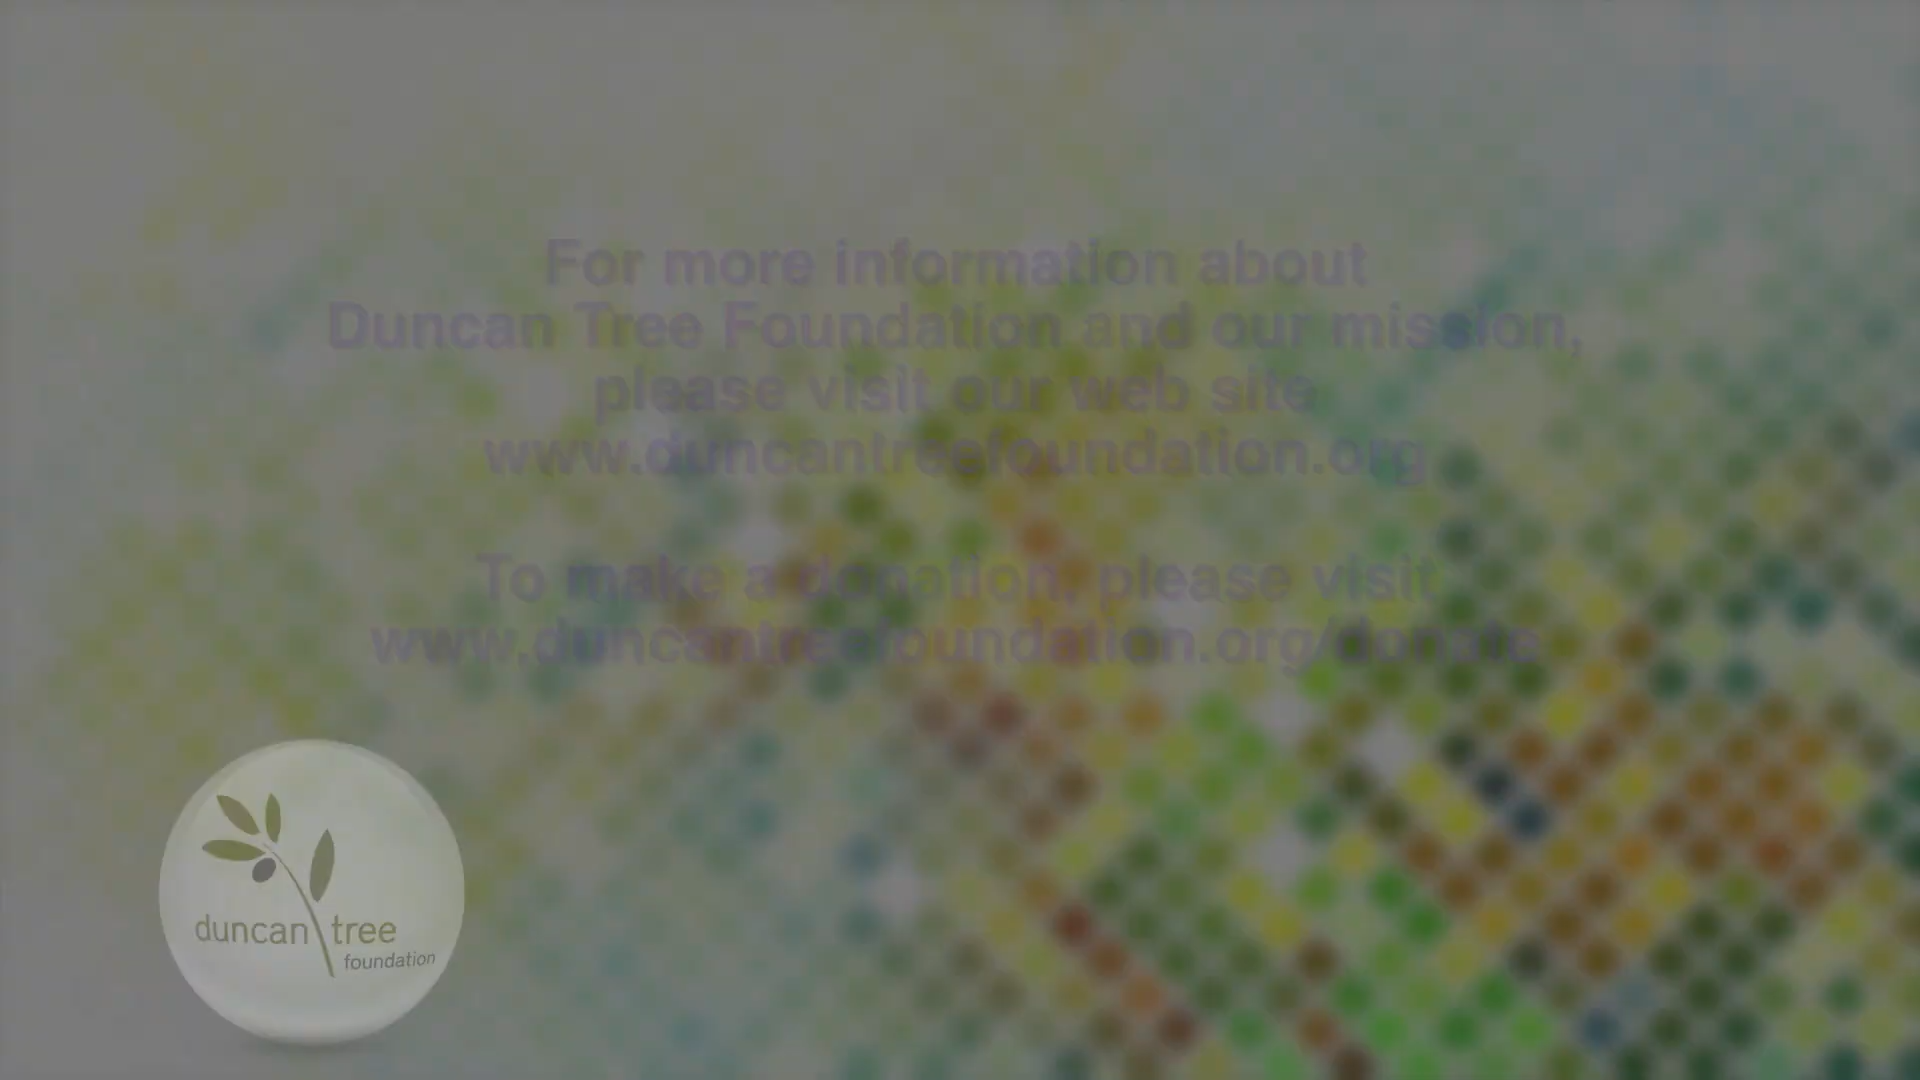 For more information about
Duncan Tree Foundation and our mission,
please visit our web site
www.duncantreefoundation.org
To make a donation, please visit
www.duncantreefoundation.org/donate
duncan tree
foundation